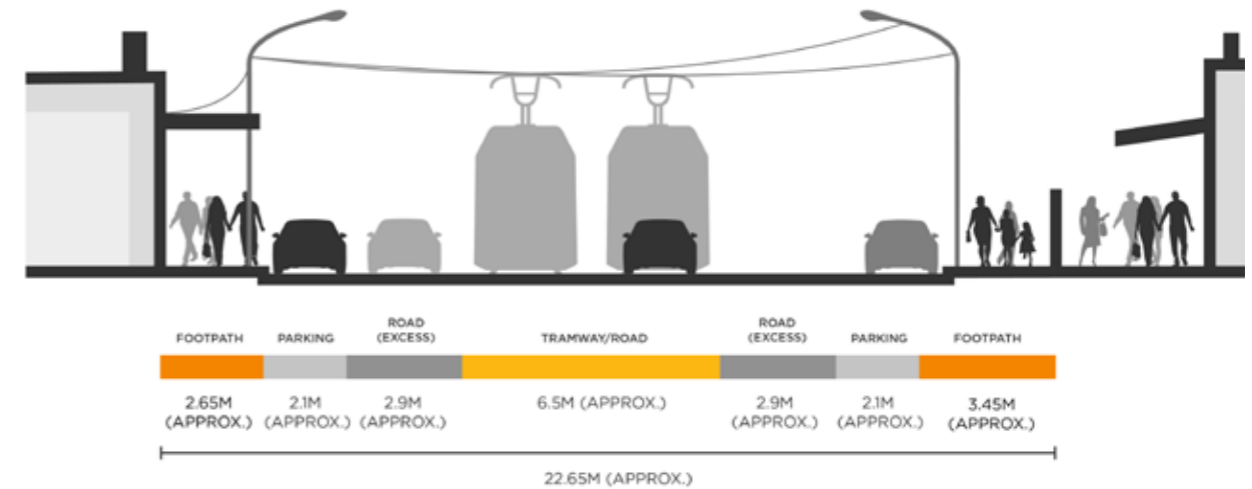 FOOTPATH
PARKING
ROAD
(EXCESS)
TRAMWAY/ROAD
ROAD
(EXCESS)
PARKING
FOOTPATH
2.65M
(APPROX.)
2.1M
(APPROX.)
2.9M
(APPROX.)
6.5M (APPROX.)
2.9M
(APPROX.)
2.1M
(APPROX.)
3.45M
(APPROX.)
22.65M (APPROX.)